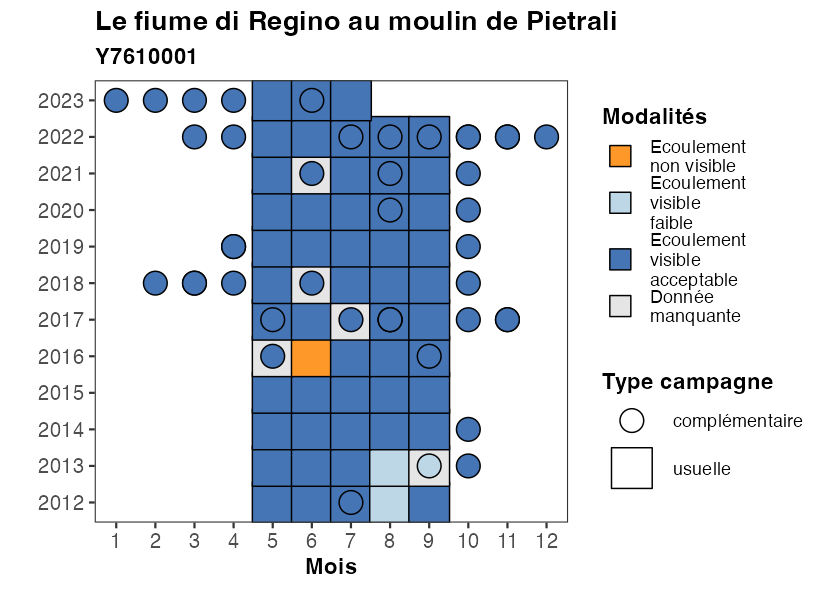 Le fiume di Regino au moulin de Pietrali
Y7610001
2023
2022
2021
2020
2019
2018
2017
2016
2015
2014
2013
2012
1 2 3 4 5 6 7 8 9 10 11 12
Mois
Modalités
Ecoulement
non visible
Ecoulement
visible
faible
Ecoulement
visible
acceptable
Donnée
manquante
Type campagne
complémentaire
usuelle